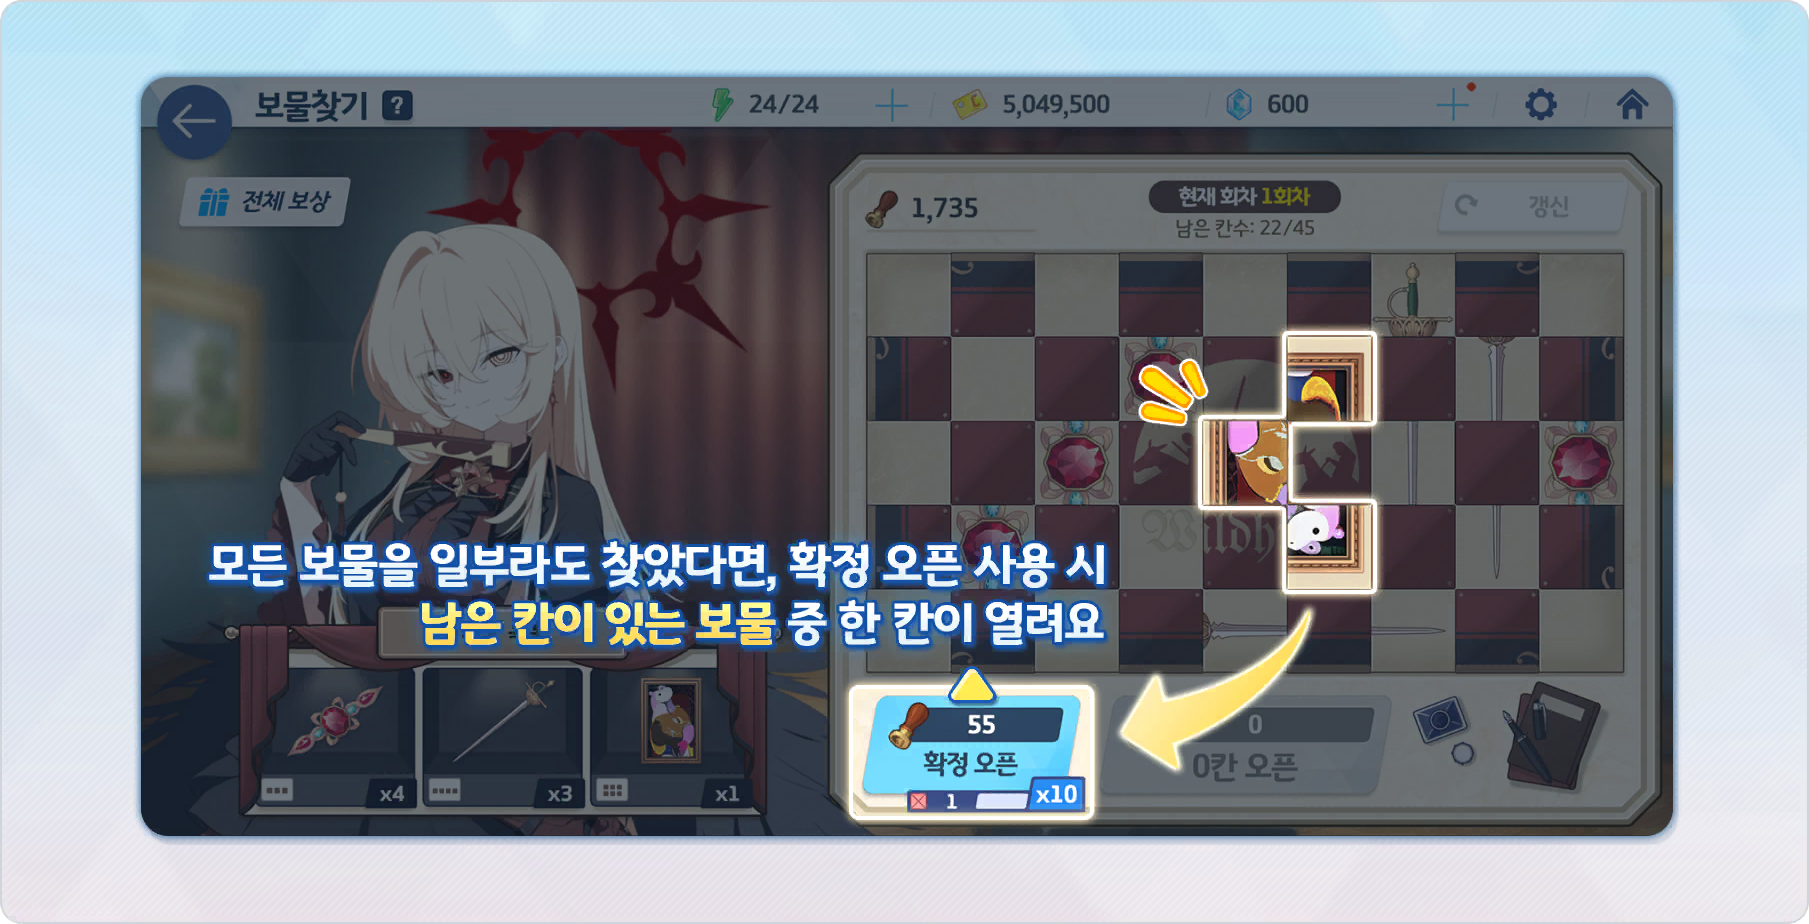 보물찾기 ?
24/24
5,049,500
600
전체 보상
1,735
현재 회차 1회차
남은 칸수: 22/45
갱신
모든 보물을 일부라도 찾았다면, 확정 오픈 사용 시
남은 칸이 있는 보물 중 한 칸이 열려요
x4
x3
x1
55
확정 오픈
1
x10
0
0칸 오픈